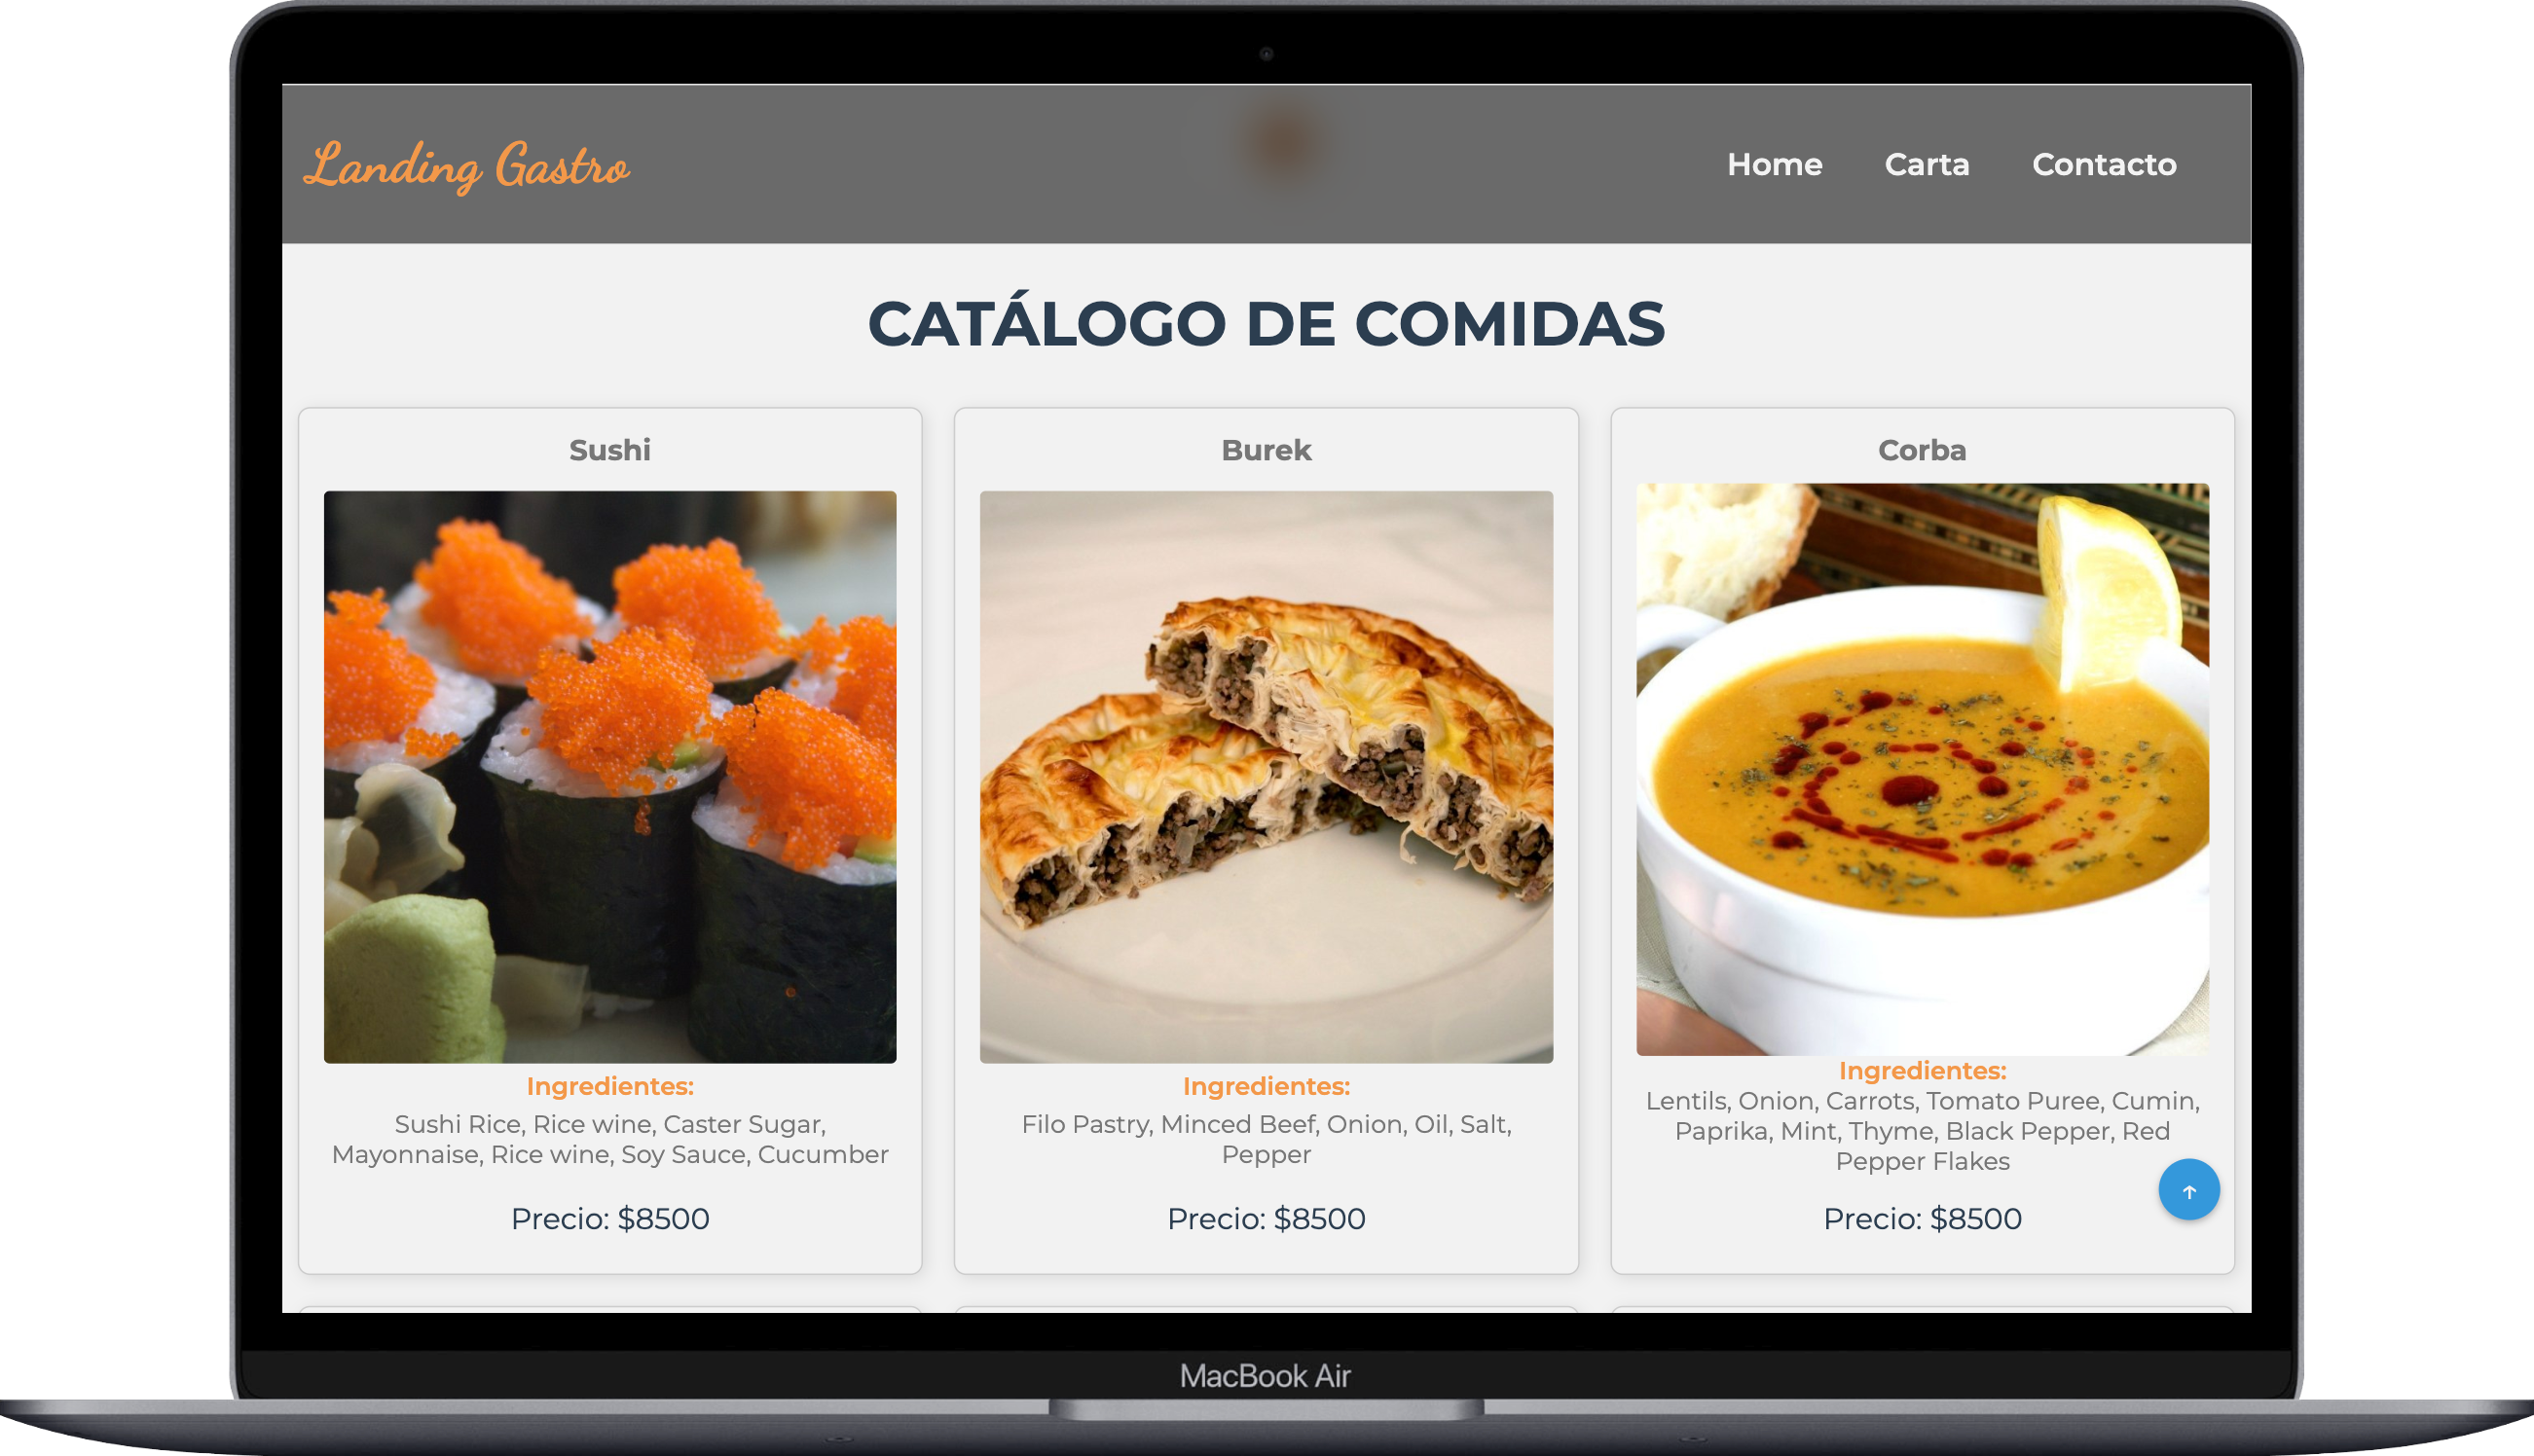 Landing Gastro
Home Carta Contacto
CATÁLOGO DE COMIDAS
Sushi
Ingredientes:
Sushi Rice, Rice wine, Caster Sugar,
Mayonnaise, Rice wine, Soy Sauce, Cucumber
Precio: $8500
Burek
Ingredientes:
Filo Pastry, Minced Beef, Onion, Oil, Salt,
Pepper
Precio: $8500
Corba
Ingredientes:
Lentils, Onion, Carrots, Tomato Puree, Cumin,
Paprika, Mint, Thyme, Black Pepper, Red
Pepper Flakes
Precio: $8500
↑
MacBook Air